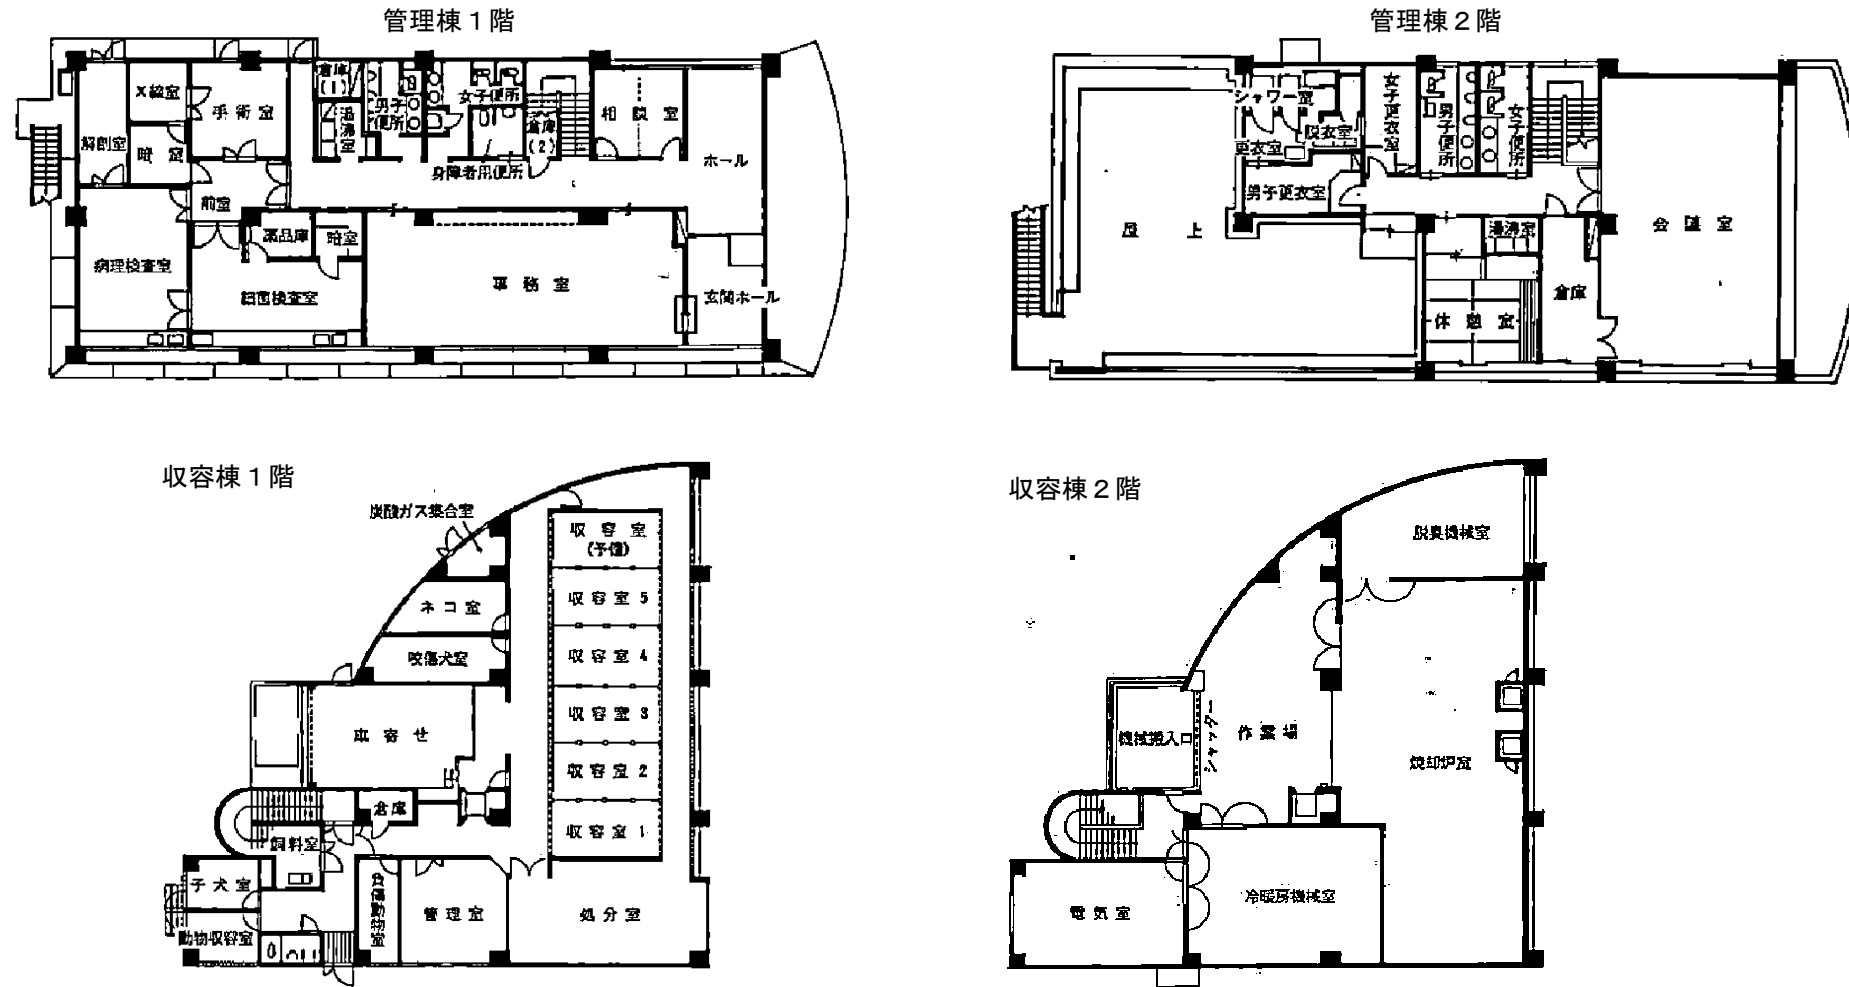 管理棟１階
倉庫
(1)
X線室
手術室
男子
便所
女子便所
湯沸室
倉庫
(2)
相談室
解剖室
暗室
ホール
身障者用便所
前室
薬品庫
暗室
病理検査室
細菌検査室
事務室
玄関ホール
管理棟２階
シャワー室
脱衣室
更衣室
女子更衣室
男子便所
女子便所
男子更衣室
屋上
湯沸室
会議室
倉庫
休憩室
収容棟１階
炭酸ガス集合室
収容室
(予備)
ネコ室
収容室5
咬傷犬室
収容室4
収容室3
取寄せ
収容室2
倉庫
収容室1
飼料室
子犬室
負傷動物室
管理室
処分室
動物収容室
収容棟２階
脱臭機械室
機械搬入口
シャッター
作業場
焼却炉室
冷暖房機械室
電気室